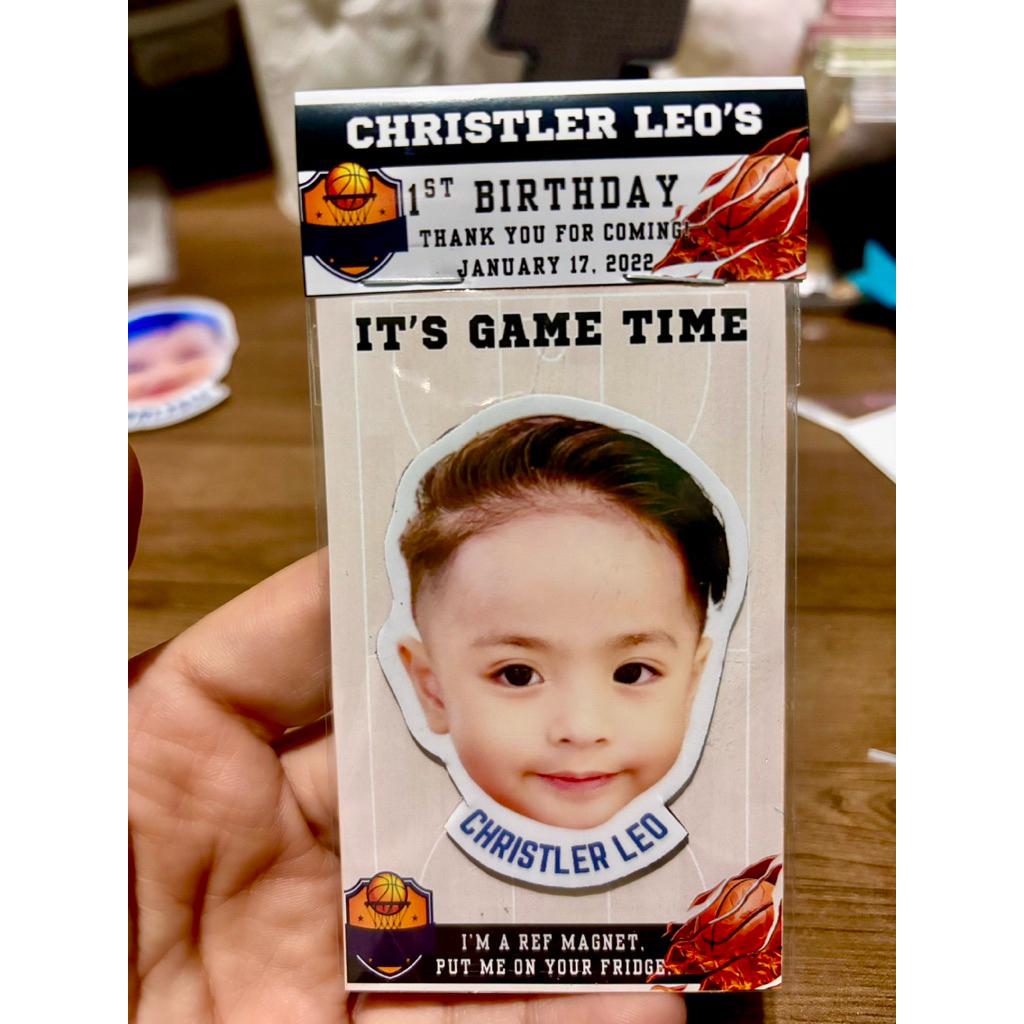 CHRISTLER LEO'S
1ST BIRTHDAY
THANK YOU FOR COMING!
JANUARY 17, 2022
IT'S GAME TIME
CHRISTLER LEO
I'M A REF MAGNET,
PUT ME ON YOUR FRIDGE.